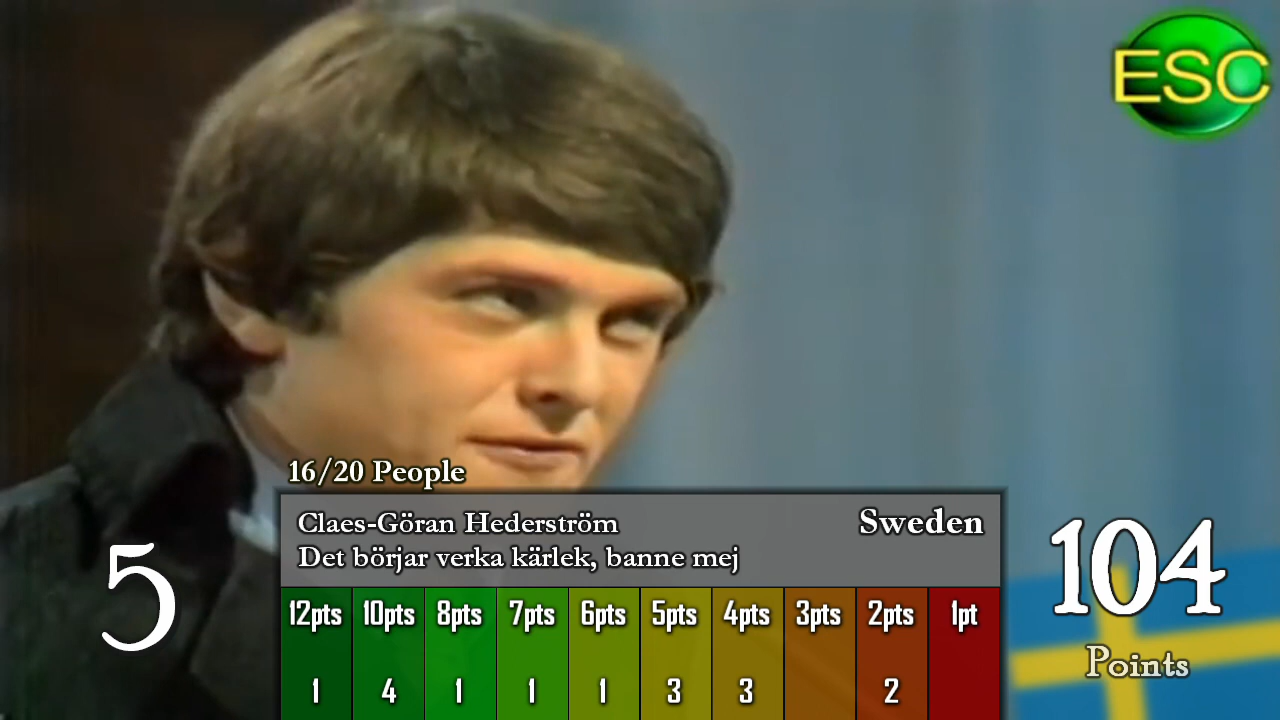 ESC
16/20 People
Claes-Göran Hederström
Sweden
Det börjar verka kärlek, banne mej
5
104
Points
12pts 10pts 8pts 7pts 6pts 5pts 4pts 3pts 2pts 1pt
1 4 1 1 1 3 3 2